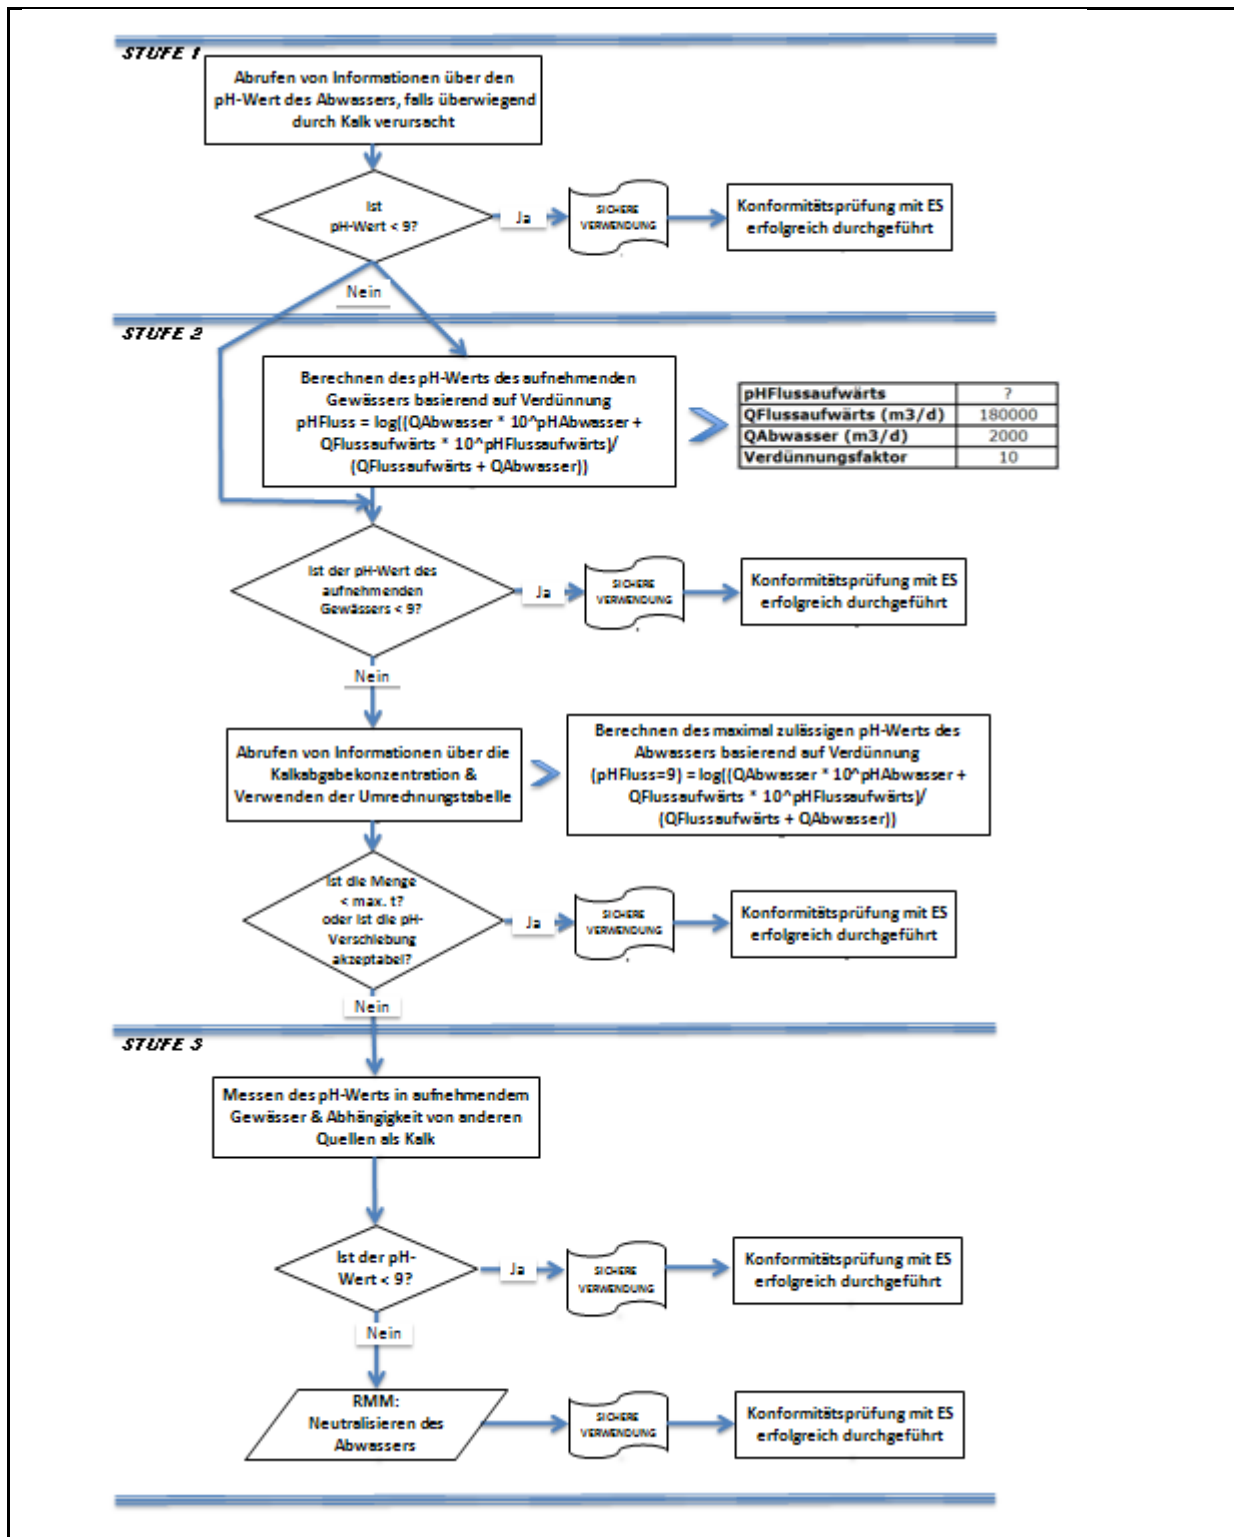 STUFE 1
Abrufen von Informationen über den
pH-Wert des Abwassers, falls überwiegend
durch Kalk verursacht
Ist
pH-Wert < 9?
Ja
SICHERE
VERWENDUNG
Konformitätsprüfung mit ES
erfolgreich durchgeführt
Nein
STUFE 2
Berechnen des pH-Werts des aufnehmenden
Gewässers basierend auf Verdünnung
pHFluss = log((QAbwasser * 10^pHAbwasser +
QFlussaufwärts * 10^pHFlussaufwärts)/
(QFlussaufwärts + QAbwasser))
pHFlussaufwärts ?
QFlussaufwärts (m3/d) 180000
QAbwasser (m3/d) 2000
Verdünnungsfaktor 10
Ist der pH-Wert des
aufnehmenden
Gewässers < 9?
Ja
SICHERE
VERWENDUNG
Konformitätsprüfung mit ES
erfolgreich durchgeführt
Nein
Abrufen von Informationen über die
Kalkabgabekonzentration &
Verwenden der Umrechnungstabelle
Berechnen des maximal zulässigen pH-Werts des
Abwassers basierend auf Verdünnung
(pHFluss=9) = log((QAbwasser * 10^pHAbwasser +
QFlussaufwärts * 10^pHFlussaufwärts)/
(QFlussaufwärts + QAbwasser))
Ist die Menge
< max. t?
oder ist die pH-
Verschiebung
akzeptabel?
Ja
SICHERE
VERWENDUNG
Konformitätsprüfung mit ES
erfolgreich durchgeführt
Nein
STUFE 3
Messen des pH-Werts in aufnehmendem
Gewässer & Abhängigkeit von anderen
Quellen als Kalk
Ist der pH-
Wert < 9?
Ja
SICHERE
VERWENDUNG
Konformitätsprüfung mit ES
erfolgreich durchgeführt
Nein
RMM:
Neutralisieren des
Abwassers
SICHERE
VERWENDUNG
Konformitätsprüfung mit ES
erfolgreich durchgeführt